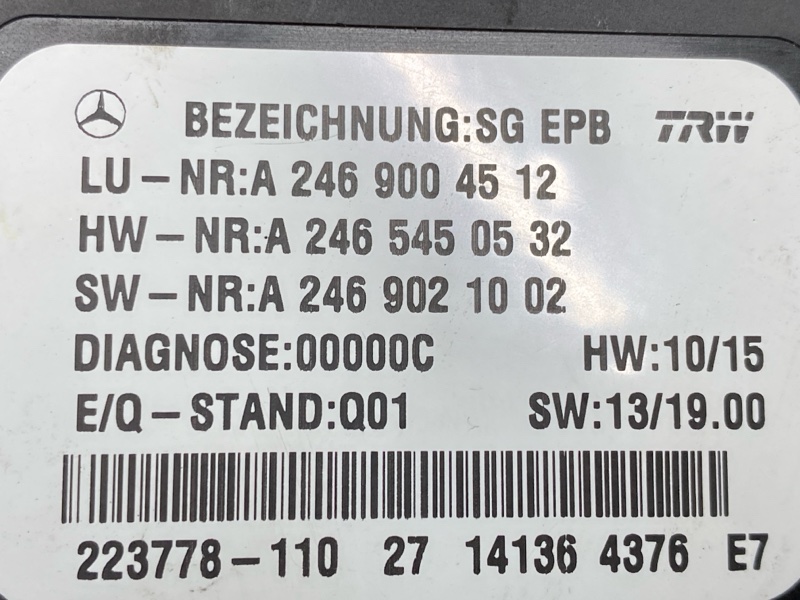 BEZEICHNUNG:SG EPB TRW
LU-NR:A 246 900 45 12
HW-NR:A 246 545 05 32
SW-NR:A 246 902 10 02
DIAGNOSE:00000C HW:10/15
E/Q-STAND:Q01 SW:13/19.00
223778-110 27 14136 4376 E7